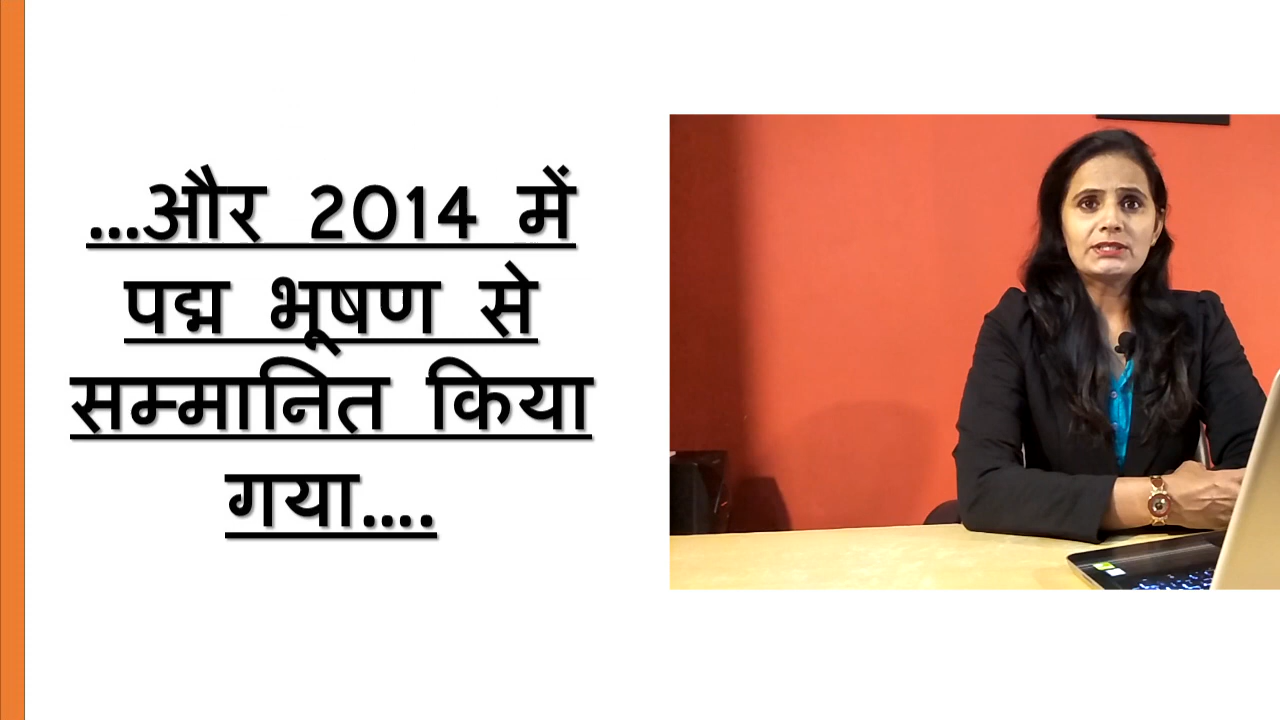 ...और 2014 में
पद्म भूषण से
सम्मानित किया
गया....